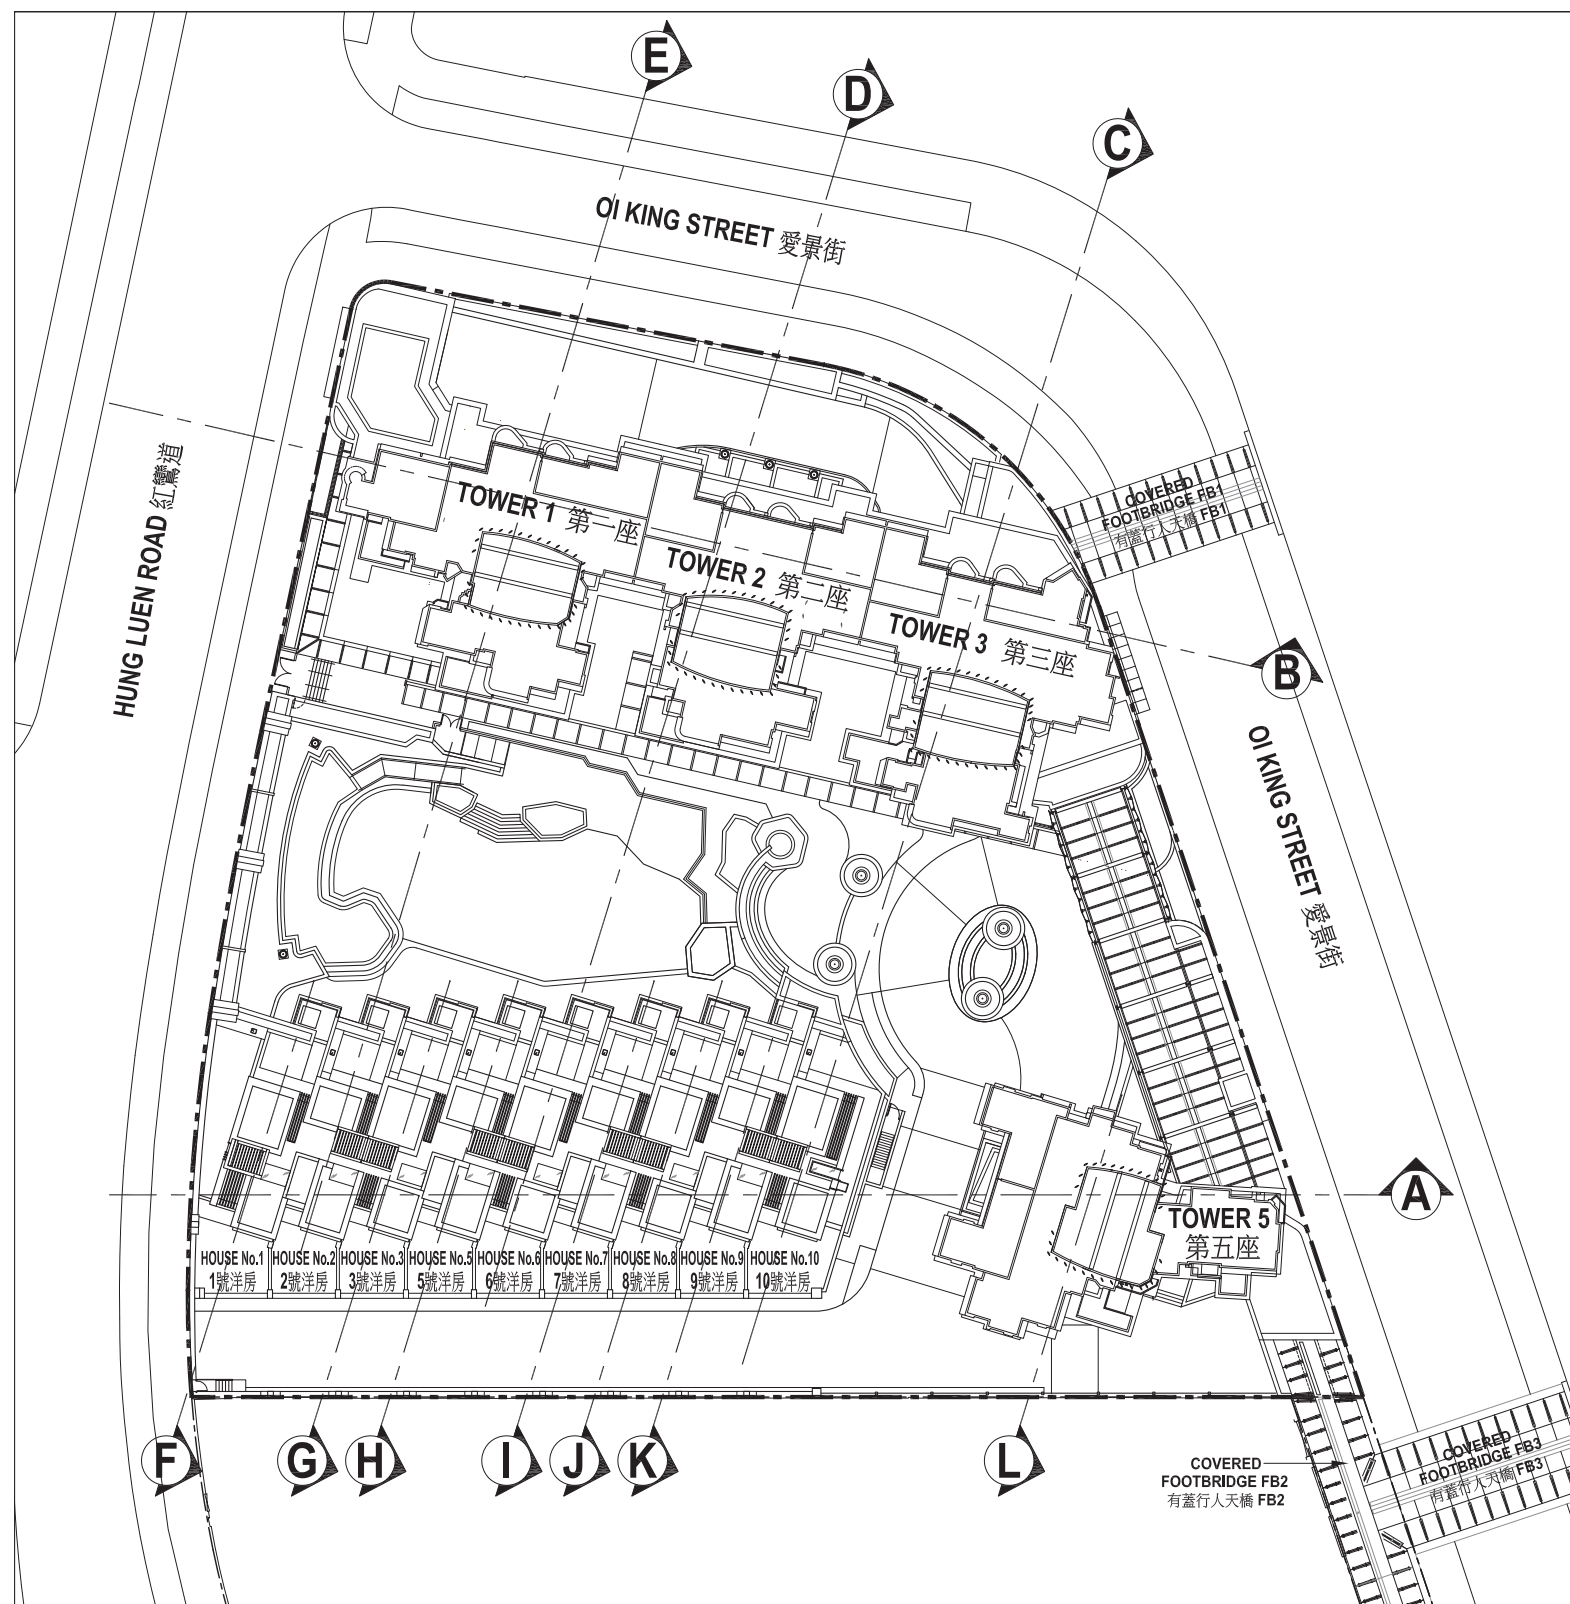 E
D
C
OI KING STREET 愛景街
HUNG LUEN ROAD 紅鸞道
COVERED
FOOTBRIDGE FB1
有蓋行人天橋 FB1
TOWER 1 第一座
TOWER 2 第二座
TOWER 3 第三座
B
OI KING STREET 愛景街
A
TOWER 5
第五座
HOUSE No.1
1號洋房
HOUSE No.2
2號洋房
HOUSE No.3
3號洋房
HOUSE No.5
5號洋房
HOUSE No.6
6號洋房
HOUSE No.7
7號洋房
HOUSE No.8
8號洋房
HOUSE No.9
9號洋房
HOUSE No.10
10號洋房
F
G
H
I
J
K
L
COVERED
FOOTBRIDGE FB2
有蓋行人天橋 FB2
COVERED
FOOTBRIDGE FB3
有蓋行人天橋 FB3